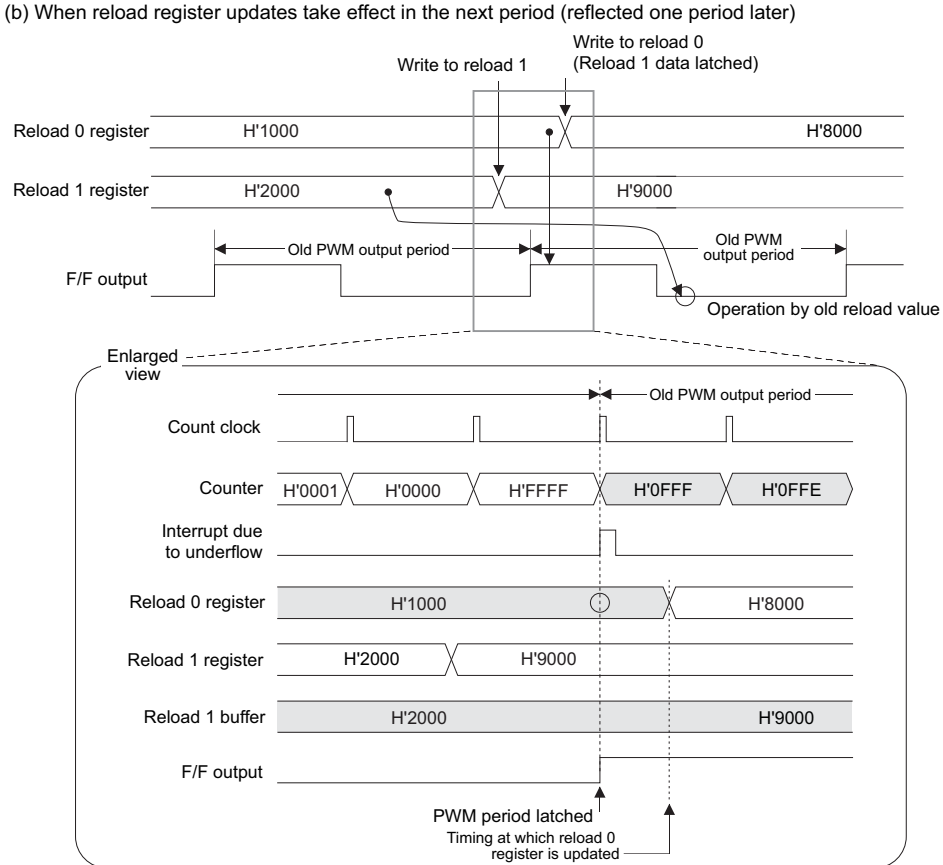 (b) When reload register updates take effect in the next period (reflected one period later)
Write to reload 0
(Reload 1 data latched)
Write to reload 1
Reload 0 register
H'1000
H'8000
Reload 1 register
H'2000
H'9000
Old PWM output period
Old PWM
output period
F/F output
Operation by old reload value
Enlarged
view
Old PWM output period
Count clock
Counter
H'0001
H'0000
H'FFFF
H'0FFF
H'0FFE
Interrupt due
to underflow
Reload 0 register
H'1000
H'8000
Reload 1 register
H'2000
H'9000
Reload 1 buffer
H'2000
H'9000
F/F output
PWM period latched
Timing at which reload 0
register is updated